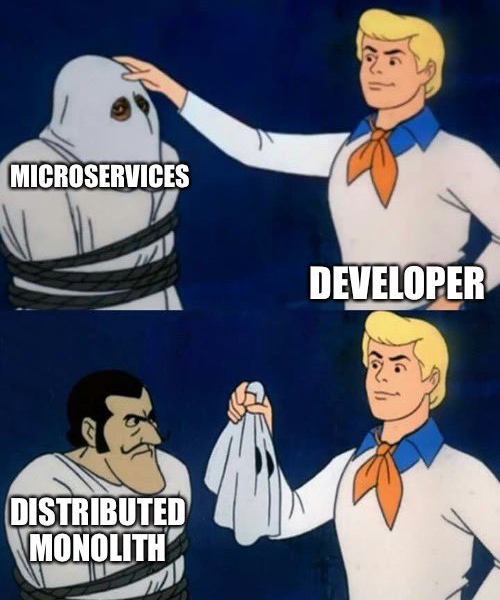 MICROSERVICES
DEVELOPER
DISTRIBUTED
MONOLITH